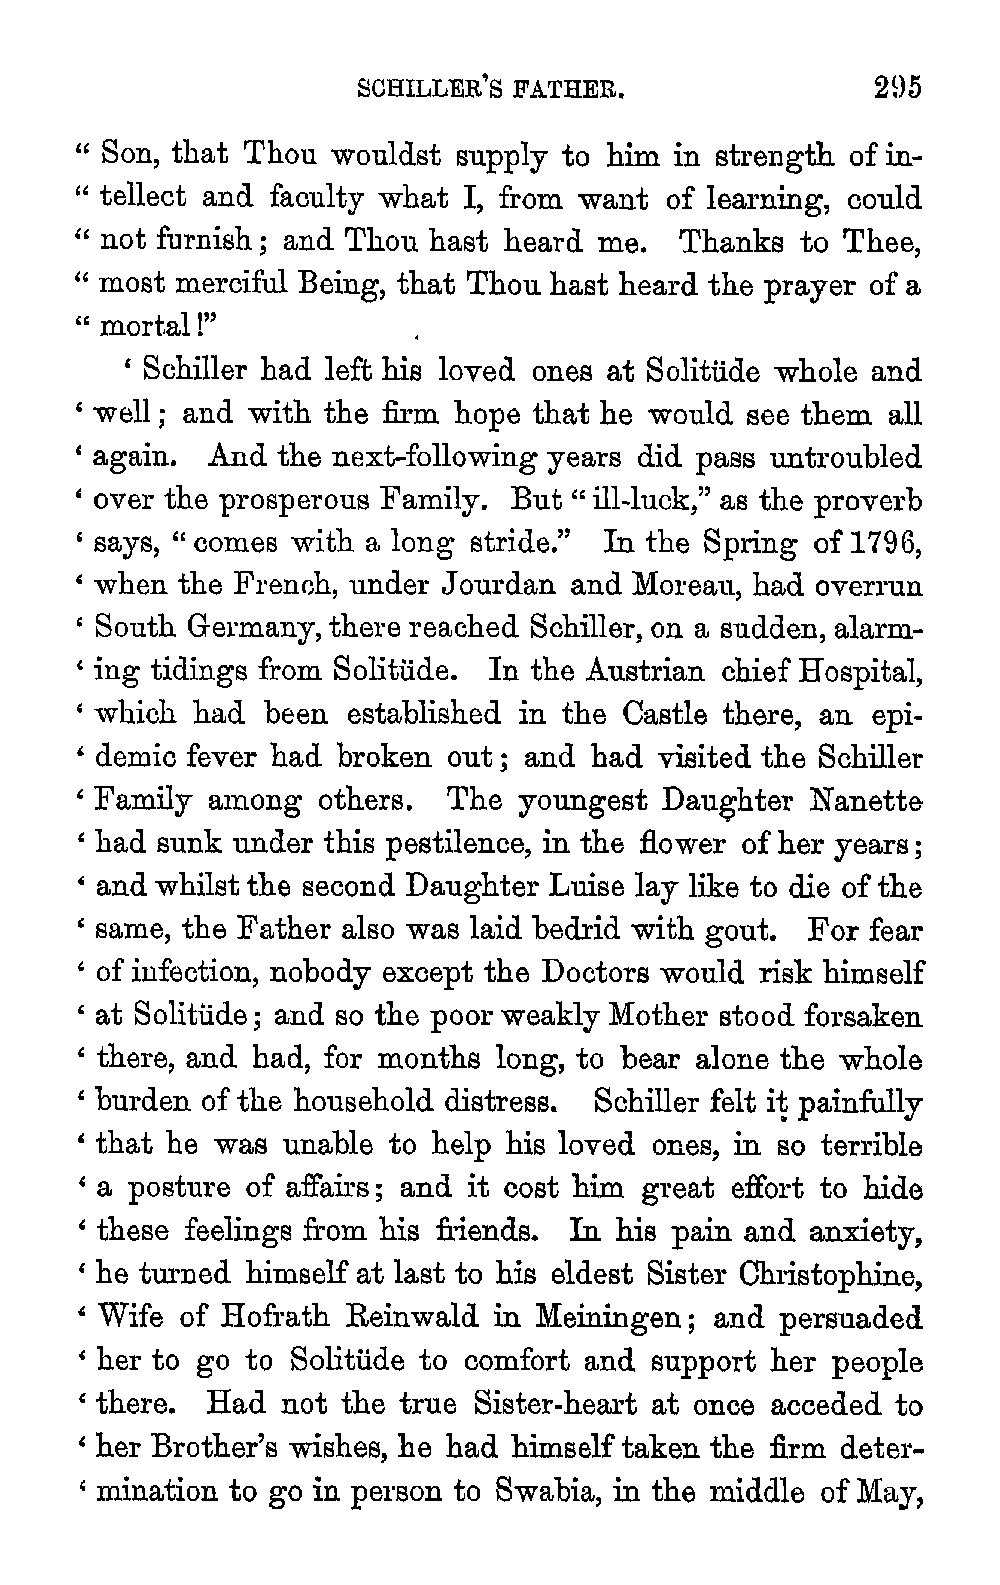 SCHILLER'S FATHER. 295
“ Son, that Thou wouldst supply to him in strength of in-
“ tellect and faculty what I, from want of learning, could
“ not furnish; and Thou hast heard me. Thanks to Thee,
“ most merciful Being, that Thou hast heard the prayer of a
“ mortal!”
‘ Schiller had left his loved ones at Solitüde whole and
‘ well; and with the firm hope that he would see them all
‘ again. And the next-following years did pass untroubled
‘ over the prosperous Family. But “ ill-luck,” as the proverb
‘ says, “ comes with a long stride.” In the Spring of 1796,
‘ when the French, under Jourdan and Moreau, had overrun
‘ South Germany, there reached Schiller, on a sudden, alarm-
‘ ing tidings from Solitüde. In the Austrian chief Hospital,
‘ which had been established in the Castle there, an epi-
‘ demic fever had broken out; and had visited the Schiller
‘ Family among others. The youngest Daughter Nanette
‘ had sunk under this pestilence, in the flower of her years;
‘ and whilst the second Daughter Luise lay like to die of the
‘ same, the Father also was laid bedrid with gout. For fear
‘ of infection, nobody except the Doctors would risk himself
‘ at Solitüde; and so the poor weakly Mother stood forsaken
‘ there, and had, for months long, to bear alone the whole
‘ burden of the household distress. Schiller felt it painfully
‘ that he was unable to help his loved ones, in so terrible
‘ a posture of affairs; and it cost him great effort to hide
‘ these feelings from his friends. In his pain and anxiety,
‘ he turned himself at last to his eldest Sister Christophine,
‘ Wife of Hofrath Reinwald in Meiningen; and persuaded
‘ her to go to Solitüde to comfort and support her people
‘ there. Had not the true Sister-heart at once acceded to
‘ her Brother's wishes, he had himself taken the firm deter-
‘ mination to go in person to Swabia, in the middle of May,